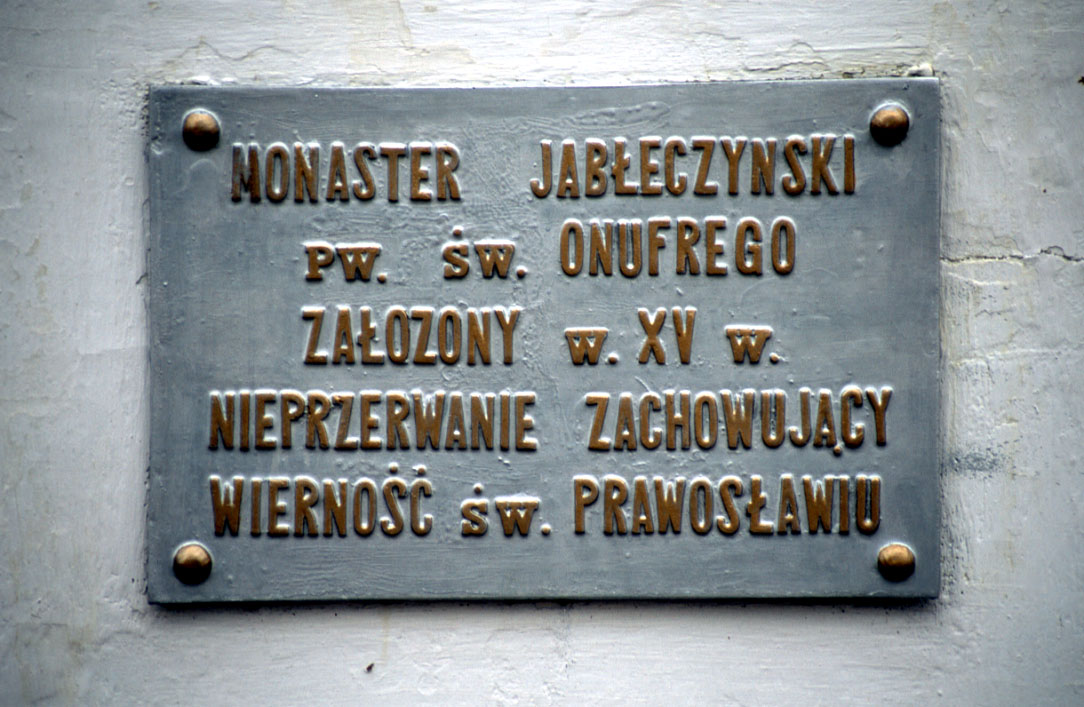 MONASTER JABŁECZYNSKI
PW. ŚW. ONUFREGO
ZAŁOZONY W. XV W.
NIEPRZERWANIE ZACHOWUJĄCY
WIERNOŚĆ ŚW. PRAWOSŁAWIU